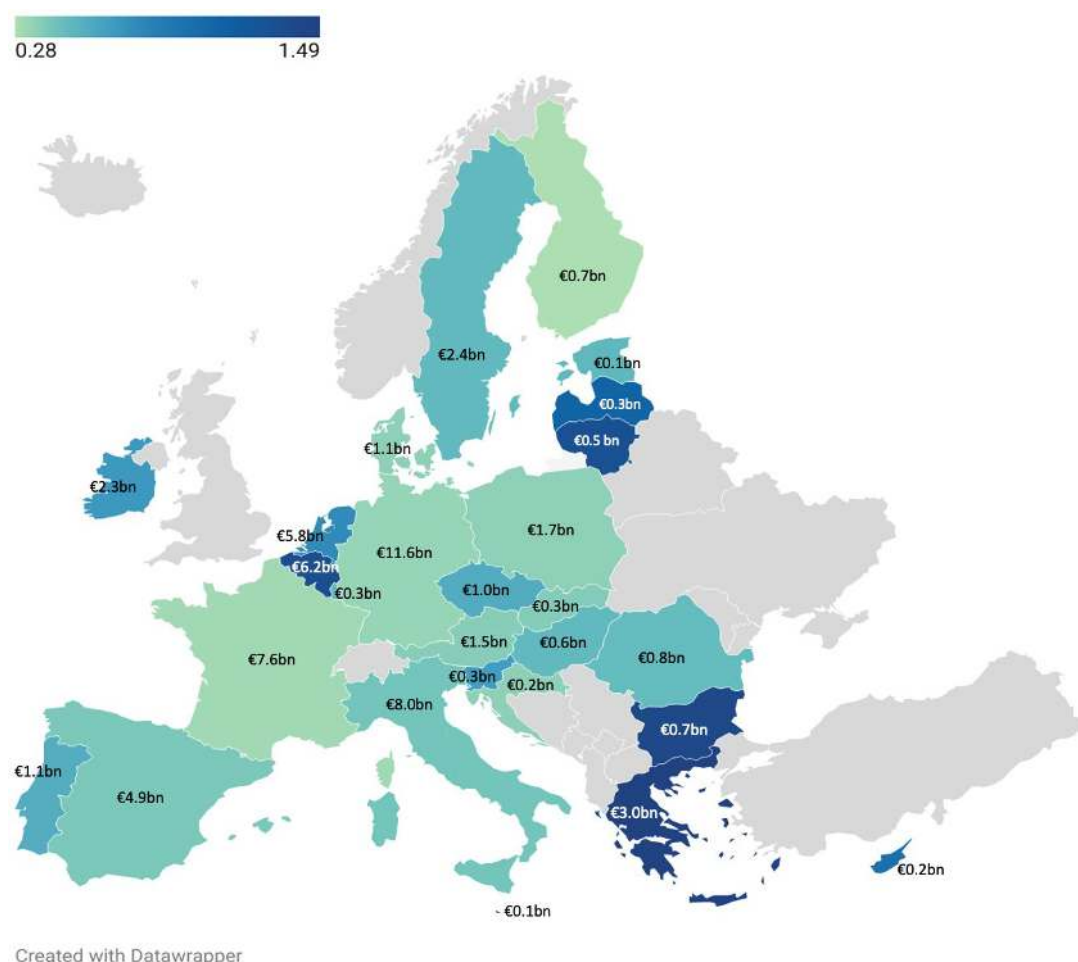 0.28 1.49
€0.7bn
€2.4bn
€0.1bn
€0.3bn
€0.5 bn
€1.1bn
€2.3bn
€1.7bn
€5.8bn
€11.6bn
€6.2bn
€0.3bn
€1.0bn
€0.3bn
€1.5bn
€0.6bn
€7.6bn
€0.8bn
€0.3bn
€0.2bn
€8.0bn
€0.7bn
€1.1bn
€4.9bn
€3.0bn
€0.2bn
€0.1bn
Created with Datawrapper